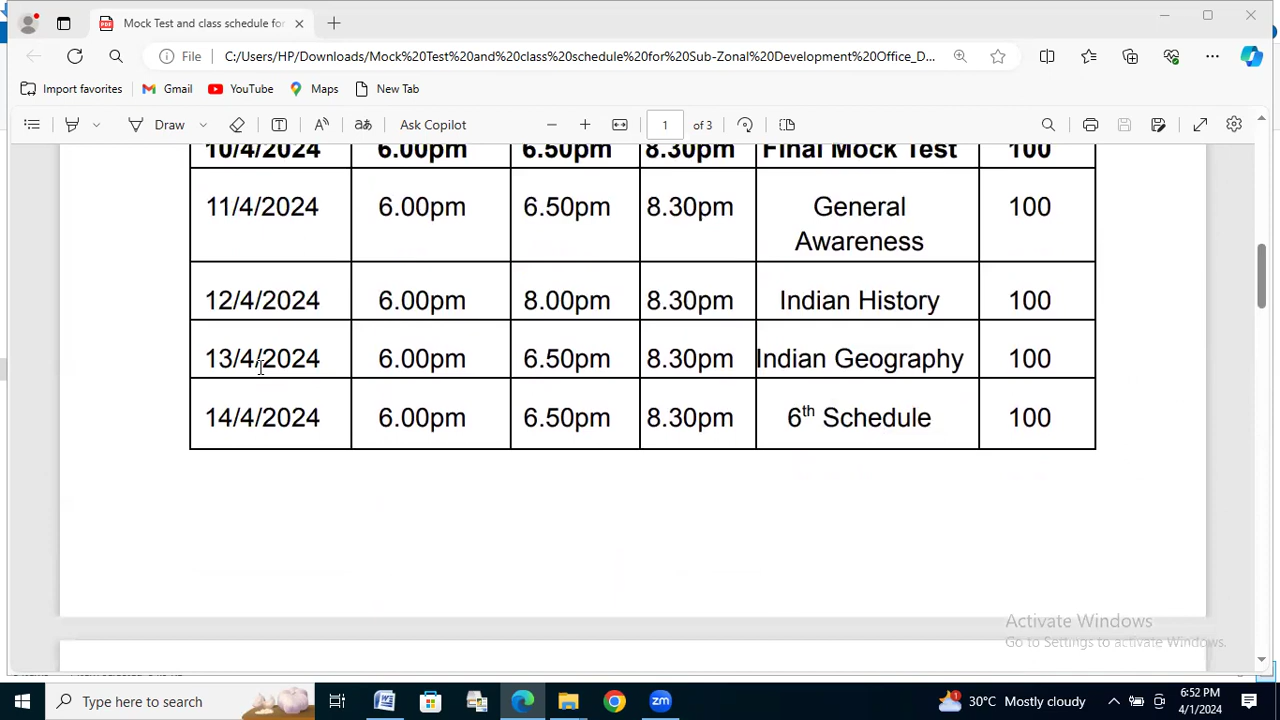 Mock Test and class schedule for
File
C:/Users/HP/Downloads/Mock%20Test%20and%20class%20schedule%20for%20Sub-Zonal%20Development%20Office_D...
Import favorites
Gmail
YouTube
Maps
New Tab
Draw
Ask Copilot
1
of 3
10/4/2024 6.00pm 6.50pm 8.30pm Final Mock Test 100
11/4/2024 6.00pm 6.50pm 8.30pm General 100
Awareness
12/4/2024 6.00pm 8.00pm 8.30pm Indian History 100
13/4/2024 6.00pm 6.50pm 8.30pm Indian Geography 100
14/4/2024 6.00pm 6.50pm 8.30pm 6th Schedule 100
Activate Windows
Go to Settings to activate Windows.
Type here to search
30°C Mostly cloudy
6:52 PM
4/1/2024